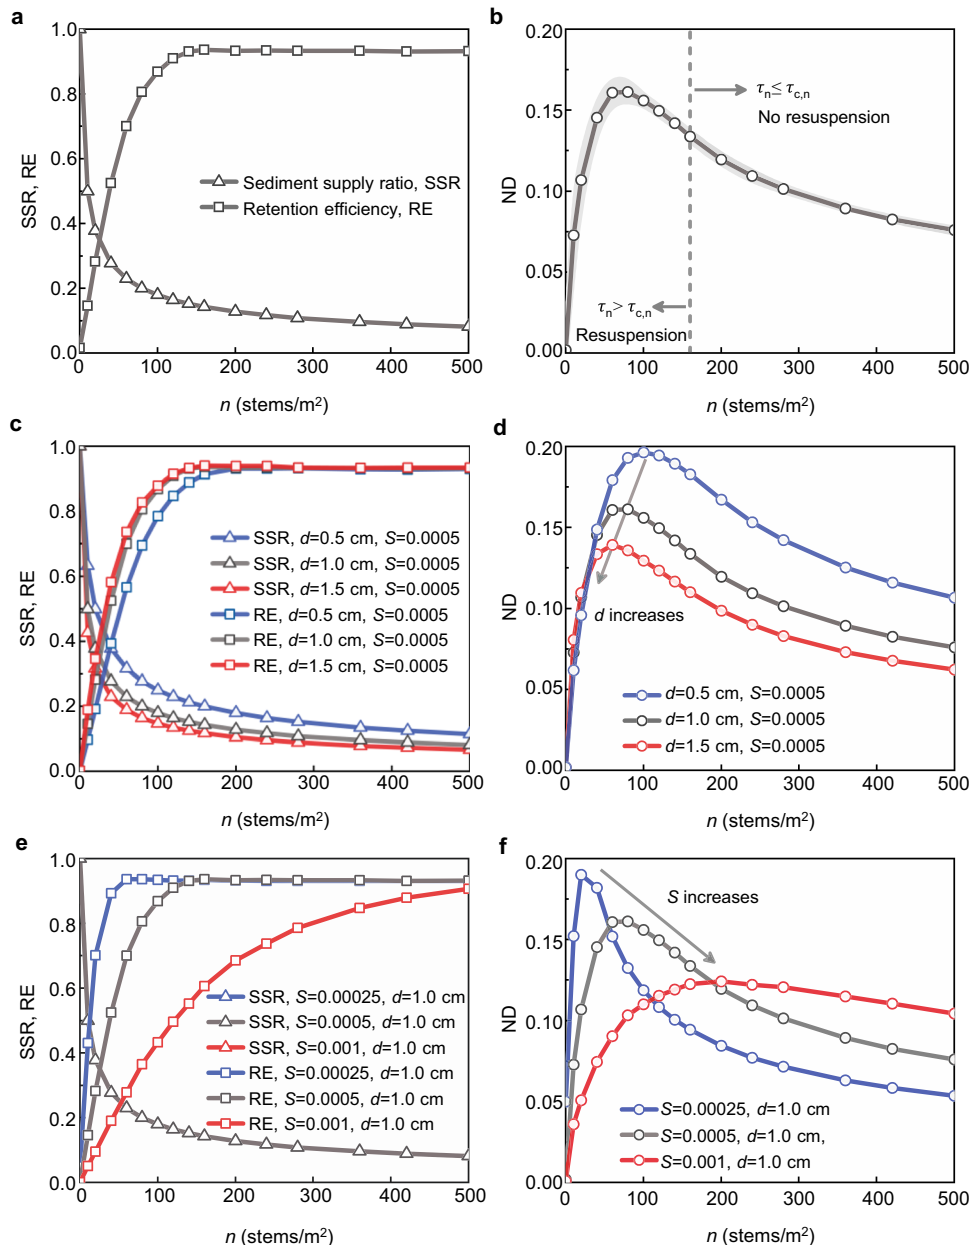 a
1.0
0.8
0.6
0.4
0.2
0.0
SSR, RE
Sediment supply ratio, SSR
Retention efficiency, RE
0
100
200
300
400
500
n (stems/m²)
b
0.20
0.15
0.10
0.05
0.00
ND
τn≤ τc,n
No resuspension
τn> τc,n
Resuspension
0
100
200
300
400
500
n (stems/m²)
c
1.0
0.8
0.6
0.4
0.2
0.0
SSR, RE
SSR, d=0.5 cm, S=0.0005
SSR, d=1.0 cm, S=0.0005
SSR, d=1.5 cm, S=0.0005
RE, d=0.5 cm, S=0.0005
RE, d=1.0 cm, S=0.0005
RE, d=1.5 cm, S=0.0005
0
100
200
300
400
500
n (stems/m²)
d
0.20
0.15
0.10
0.05
0.00
ND
d increases
d=0.5 cm, S=0.0005
d=1.0 cm, S=0.0005
d=1.5 cm, S=0.0005
0
100
200
300
400
500
n (stems/m²)
e
1.0
0.8
0.6
0.4
0.2
0.0
SSR, RE
SSR, S=0.00025, d=1.0 cm
SSR, S=0.0005, d=1.0 cm
SSR, S=0.001, d=1.0 cm
RE, S=0.00025, d=1.0 cm
RE, S=0.0005, d=1.0 cm
RE, S=0.001, d=1.0 cm
0
100
200
300
400
500
n (stems/m²)
f
0.20
0.15
0.10
0.05
0.00
ND
S increases
S=0.00025, d=1.0 cm
S=0.0005, d=1.0 cm,
S=0.001, d=1.0 cm
0
100
200
300
400
500
n (stems/m²)